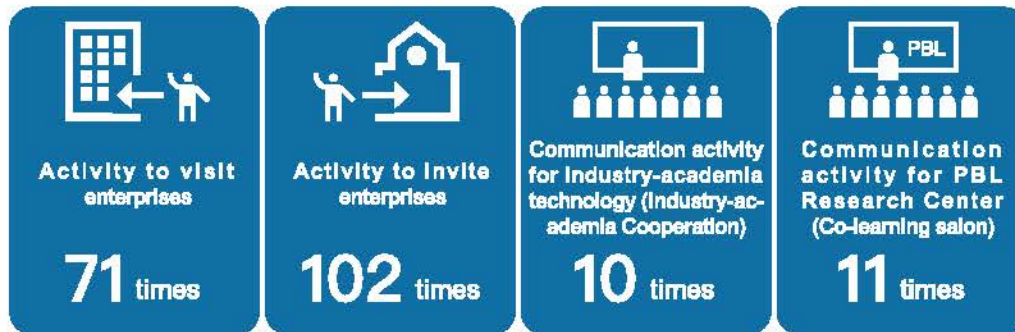 Activity to visit
enterprises
71 times
Activity to invite
enterprises
102 times
Communication activity
for industry-academia
technology (Industry-ac-
ademia Cooperation)
10 times
PBL
Communication
activity for PBL
Research Center
(Co-learning salon)
11 times